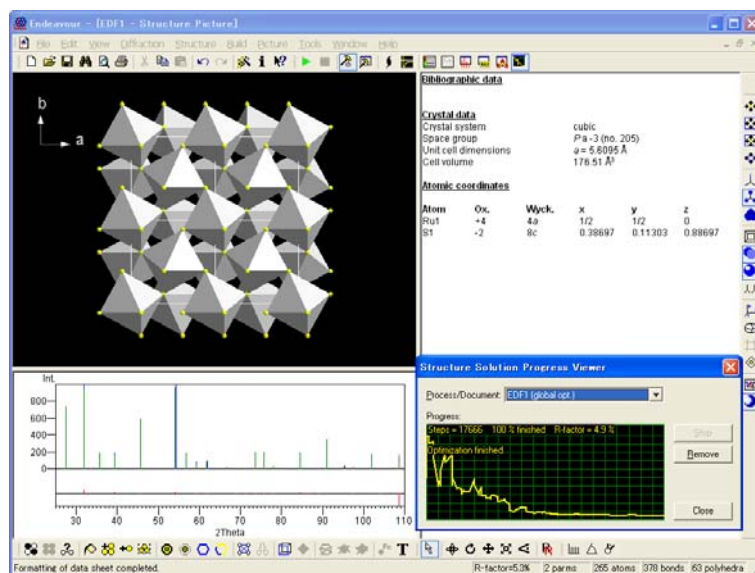 Endeavour - [EDF1 - Structure Picture]
File Edit View Diffraction Structure Build Picture Tools Window Help
b
a
Bibliographic data
Crystal data
Crystal system cubic
Space group P a -3 (no. 205)
Unit cell dimensions a = 5.6095 Å
Cell volume 176.51 Å³
Atomic coordinates
Atom Ox. Wyck. x y z
Ru1 +4 4a 1/2 1/2 0
S1 -2 8c 0.38697 0.11303 0.88697
Int.
800
600
400
200
0
30 40 50 60 70 80 90 100 110
2Theta
Structure Solution Progress Viewer
Process/Document: EDF1 (global opt.)
Progress:
Steps = 17666 100 % finished R-factor = 4.9 %
Optimization finished
Stop
Remove
Close
T
Formatting of data sheet completed.
R-factor=5.3% 2 parms 265 atoms 378 bonds 63 polyhedra